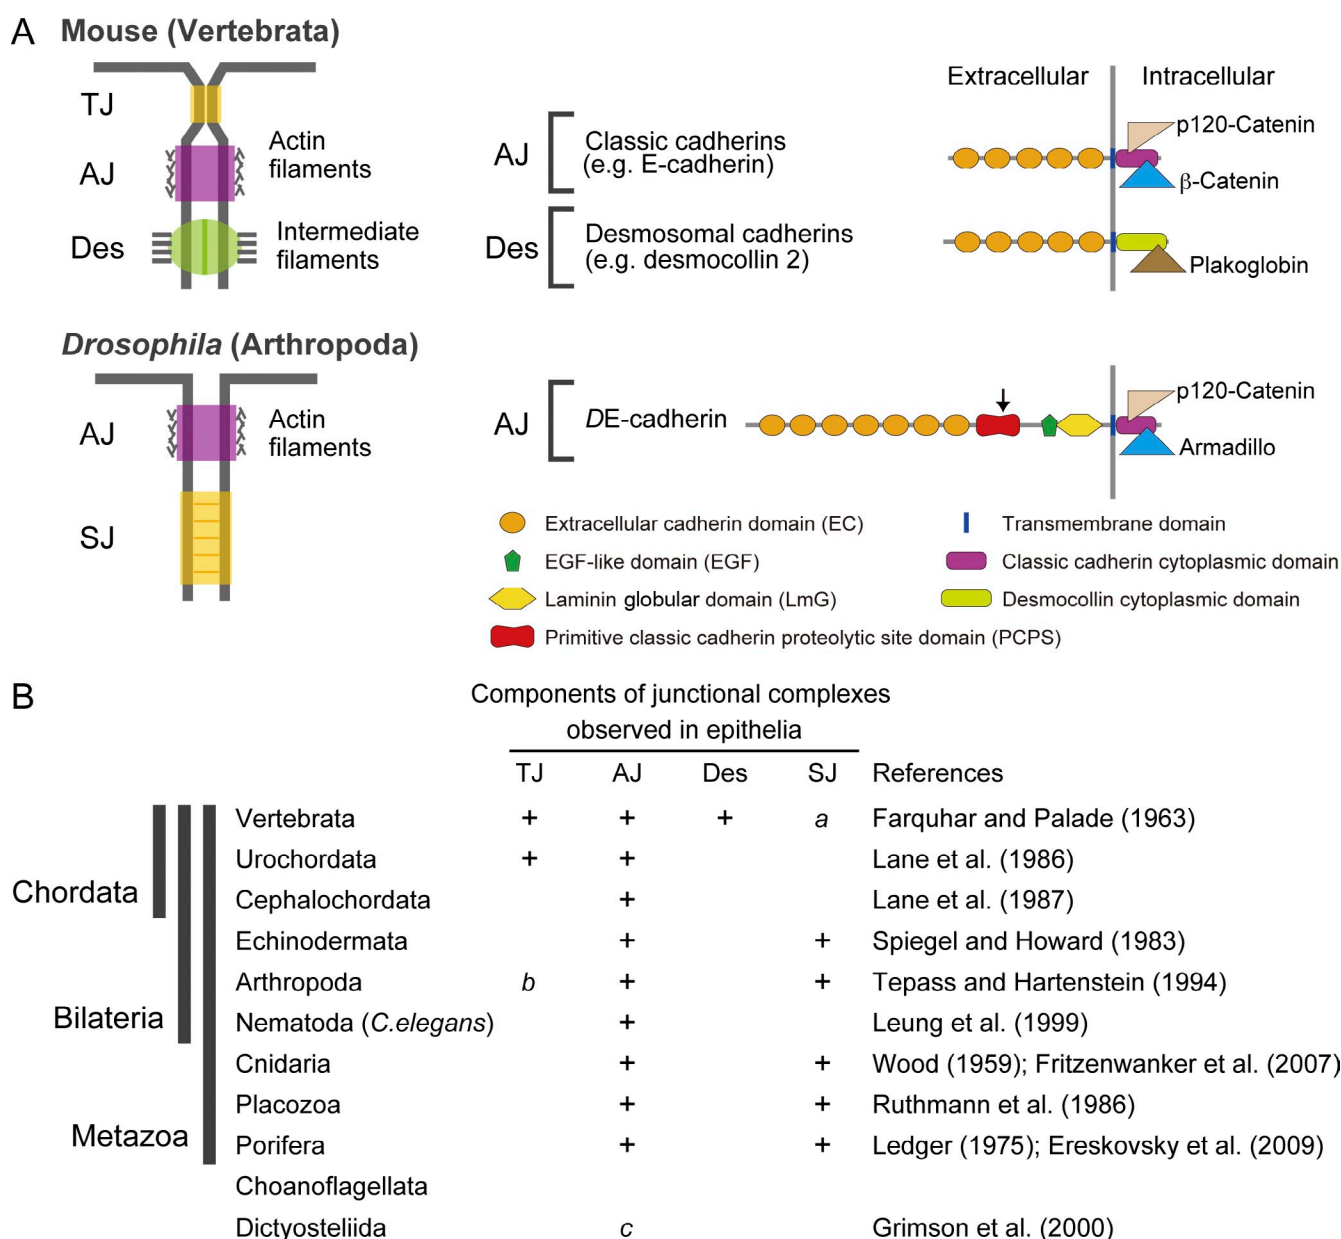 A Mouse (Vertebrata)
TJ
AJ
Des
Actin
filaments
Intermediate
filaments
AJ
Classic cadherins
(e.g. E-cadherin)
Des
Desmosomal cadherins
(e.g. desmocollin 2)
Extracellular Intracellular
p120-Catenin
β-Catenin
Plakoglobin
Drosophila (Arthropoda)
AJ
SJ
Actin
filaments
AJ
DE-cadherin
p120-Catenin
Armadillo
Extracellular cadherin domain (EC)
EGF-like domain (EGF)
Laminin globular domain (LmG)
Primitive classic cadherin proteolytic site domain (PCPS)
Transmembrane domain
Classic cadherin cytoplasmic domain
Desmocollin cytoplasmic domain
B
Components of junctional complexes
observed in epithelia
TJ AJ Des SJ References
Vertebrata + + + a Farquhar and Palade (1963)
Urochordata + + Lane et al. (1986)
Chordata
Cephalochordata + Lane et al. (1987)
Echinodermata + + Spiegel and Howard (1983)
Arthropoda b + + Tepass and Hartenstein (1994)
Bilateria
Nematoda (C.elegans) + Leung et al. (1999)
Cnidaria + + Wood (1959); Fritzenwanker et al. (2007)
Placozoa + + Ruthmann et al. (1986)
Metazoa
Porifera + + Ledger (1975); Ereskovsky et al. (2009)
Choanoflagellata
Dictyosteliida c Grimson et al. (2000)